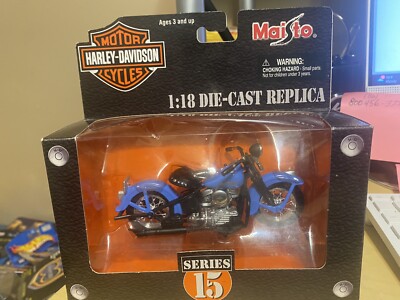 Ages 3 and up
MOTOR
HARLEY-DAVIDSON
CYCLES
Maisto
WARNING:
CHOKING HAZARD - Small parts
Not for children under 3 years.
1:18 DIE-CAST REPLICA
SERIES
15